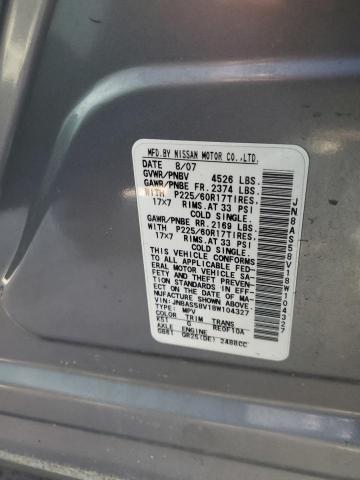 MFD.BY NISSAN MOTOR CO.,LTD.
DATE 8/07
GVWR/PNBV 4526 LBS.
GAWR/PNBE FR. 2374 LBS.
WITH P225/60R17TIRES.
17x7 RIMS.AT 33 PSI
COLD SINGLE.
GAWR/PNBE RR. 2169 LBS.
WITH P225/60R17TIRES.
17x7 RIMS.AT 33 PSI
COLD SINGLE.
THIS VEHICLE CONFORMS
TO ALL APPLICABLE FED-
ERAL MOTOR VEHICLE SA-
FETY AND THEFT PREVEN-
TION STANDARDS IN EFF-
ECT ON THE DATE OF MA-
NUFACTURE SHOWN ABOVE.
VIN:JN8AS58V18W104327
TYPE: MPV
COLOR TRIM TRANS
K51 G RE0F10A
AXLE ENGINE
QR25(DE) 2488CC
JN8AS58V18W104327